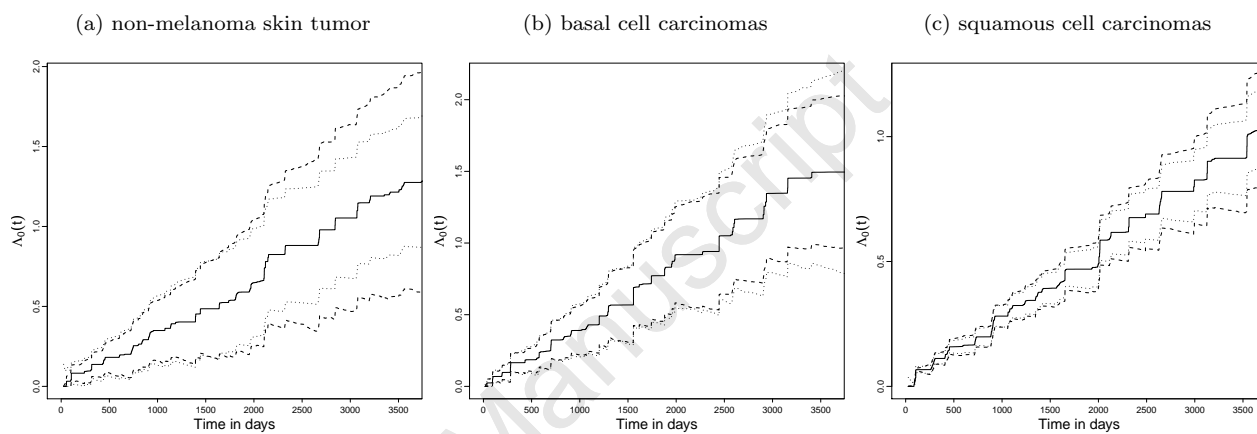 (a) non-melanoma skin tumor
(b) basal cell carcinomas
(c) squamous cell carcinomas
Λ₀(t)
0.0 0.5 1.0 1.5 2.0
0 500 1000 1500 2000 2500 3000 3500
Time in days
Λ₀(t)
0.0 0.5 1.0 1.5 2.0
0 500 1000 1500 2000 2500 3000 3500
Time in days
Λ₀(t)
0.0 0.5 1.0
0 500 1000 1500 2000 2500 3000 3500
Time in days
Manuscript